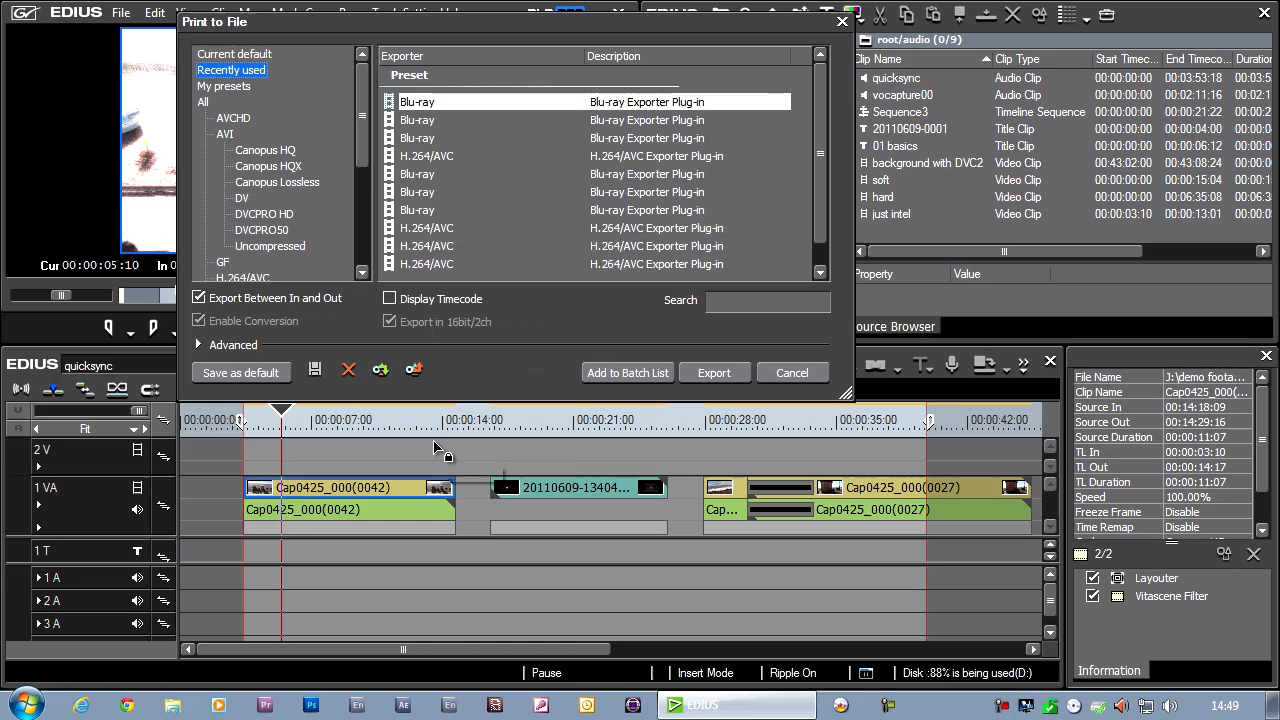 EDIUS File Edit
Print to File
Current default
Recently used
My presets
All
AVCHD
AVI
Canopus HQ
Canopus HQX
Canopus Lossless
DV
DVCPRO HD
DVCPRO50
Uncompressed
GF
H.264/AVC
Exporter Description
Preset
Blu-ray Blu-ray Exporter Plug-in
Blu-ray Blu-ray Exporter Plug-in
Blu-ray Blu-ray Exporter Plug-in
H.264/AVC H.264/AVC Exporter Plug-in
Blu-ray Blu-ray Exporter Plug-in
Blu-ray Blu-ray Exporter Plug-in
Blu-ray Blu-ray Exporter Plug-in
H.264/AVC H.264/AVC Exporter Plug-in
H.264/AVC H.264/AVC Exporter Plug-in
H.264/AVC H.264/AVC Exporter Plug-in
Export Between In and Out
Display Timecode
Search
Enable Conversion
Export in 16bit/2ch
Advanced
Save as default
Add to Batch List
Export
Cancel
Cur 00:00:05:10 In 0
root/audio (0/9)
Clip Name Clip Type Start Timec... End Timeco... Duration
quicksync Audio Clip 00:00:00:00 00:03:53:18 00:03:5
vocapture00 Audio Clip 00:00:00:00 00:02:11:16 00:02:1
Sequence3 Timeline Sequence 00:00:00:00 00:00:21:22 00:00:2
20110609-0001 Title Clip 00:00:00:00 00:00:04:00 00:00:0
01 basics Title Clip 00:00:00:00 00:00:03:10 00:00:0
background with DVC2 Video Clip 00:43:02:00 00:43:08:24 00:00:0
soft Video Clip 00:00:00:00 00:00:15:04 00:00:1
hard Video Clip 00:00:00:00 00:06:35:08 00:06:3
just intel Video Clip 00:00:03:10 00:00:13:01 00:00:0
Property Value
ource Browser
EDIUS quicksync
Fit
00:00:00:0 00:00:07:00 00:00:14:00 00:00:21:00 00:00:28:00 00:00:35:00 00:00:42:00
2 V
1 VA
Cap0425_000(0042) 20110609-13404... Cap0425_000(0027)
Cap0425_000(0042) Cap... Cap0425_000(0027)
1 T T
1 A
2 A
3 A
Pause Insert Mode Ripple On Disk :88% is being used(D:)
File Name J:\demo foota...
Clip Name Cap0425_000(...
Source In 00:14:18:09
Source Out 00:14:29:16
Source Duration 00:00:11:07
TL In 00:00:03:10
TL Out 00:00:14:17
TL Duration 00:00:11:07
Speed 100.00%
Freeze Frame Disable
Time Remap Disable
2/2
Layouter
Vitascene Filter
Information
Pr Ps En Ae En
EDIUS
14:49